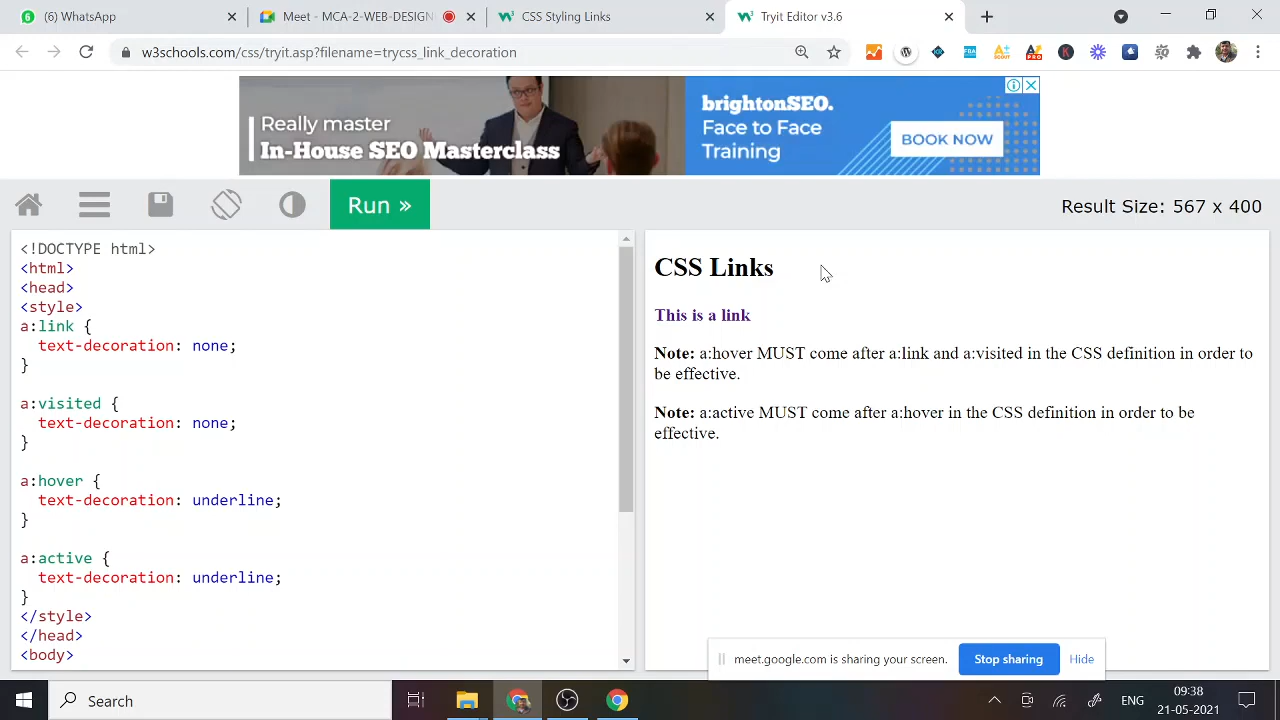 (6) WhatsApp
Meet - MCA-2-WEB-DESIGN
CSS Styling Links
Tryit Editor v3.6
w3schools.com/css/tryit.asp?filename=trycss_link_decoration
Really master
In-House SEO Masterclass
brightonSEO.
Face to Face
Training
BOOK NOW
Run »
Result Size: 567 x 400
<!DOCTYPE html>
<html>
<head>
<style>
a:link {
text-decoration: none;
}
a:visited {
text-decoration: none;
}
a:hover {
text-decoration: underline;
}
a:active {
text-decoration: underline;
}
</style>
</head>
<body>
CSS Links
This is a link
Note: a:hover MUST come after a:link and a:visited in the CSS definition in order to
be effective.
Note: a:active MUST come after a:hover in the CSS definition in order to be
effective.
meet.google.com is sharing your screen.
Stop sharing
Hide
Search
ENG
09:38
21-05-2021